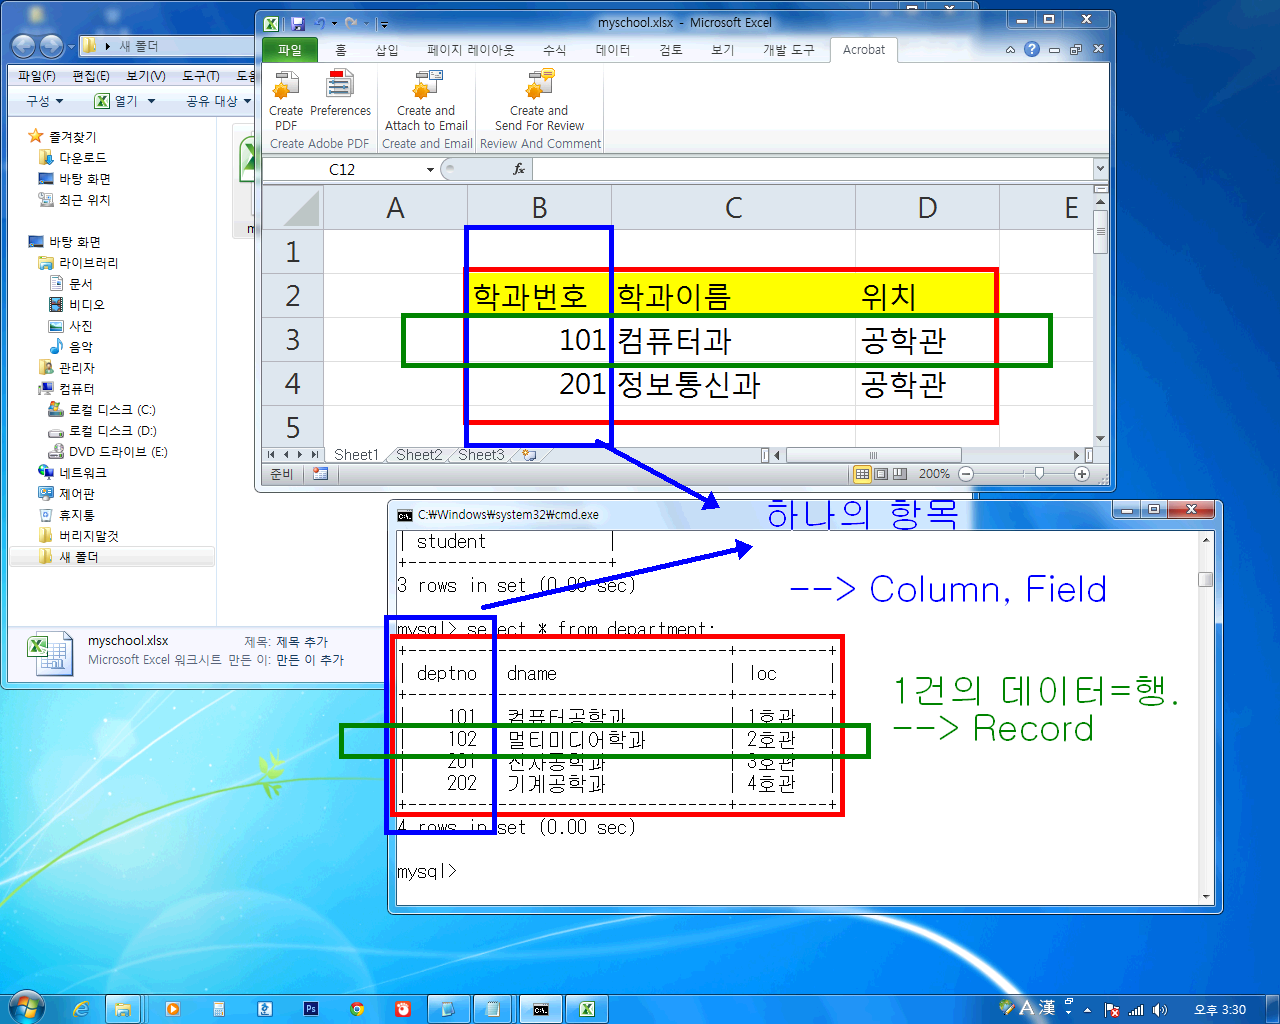 새 폴더
파일(F) 편집(E) 보기(V) 도구(T)
구성 열기 공유 대상
즐겨찾기
다운로드
바탕 화면
최근 위치
바탕 화면
라이브러리
문서
비디오
사진
음악
관리자
컴퓨터
로컬 디스크 (C:)
로컬 디스크 (D:)
DVD 드라이브 (E:)
네트워크
제어판
휴지통
버리지말것
새 폴더
myschool.xlsx 제목: 제목 추가
Microsoft Excel 워크시트 만든 이: 만든 이 추가
myschool.xlsx - Microsoft Excel
파일 홈 삽입 페이지 레이아웃 수식 데이터 검토 보기 개발 도구 Acrobat
Create PDF Preferences
Create and Attach to Email
Create and Send For Review
Create Adobe PDF Create and Email Review And Comment
C12 fx
A B C D E
1
2 학과번호 학과이름 위치
3 101 컴퓨터과 공학관
4 201 정보통신과 공학관
5
Sheet1 Sheet2 Sheet3
준비 200%
C:₩Windows₩system32₩cmd.exe
하나의 항목
--> Column, Field
| student |
+--------------------+
3 rows in set (0.00 sec)
mysql> select * from department;
| deptno | dname | loc |
| 101 | 컴퓨터공학과 | 1호관 |
| 102 | 멀티미디어학과 | 2호관 |
| 201 | 전자공학과 | 3호관 |
| 202 | 기계공학과 | 4호관 |
4 rows in set (0.00 sec)
mysql>
1건의 데이터=행.
--> Record
A 漢
오후 3:30